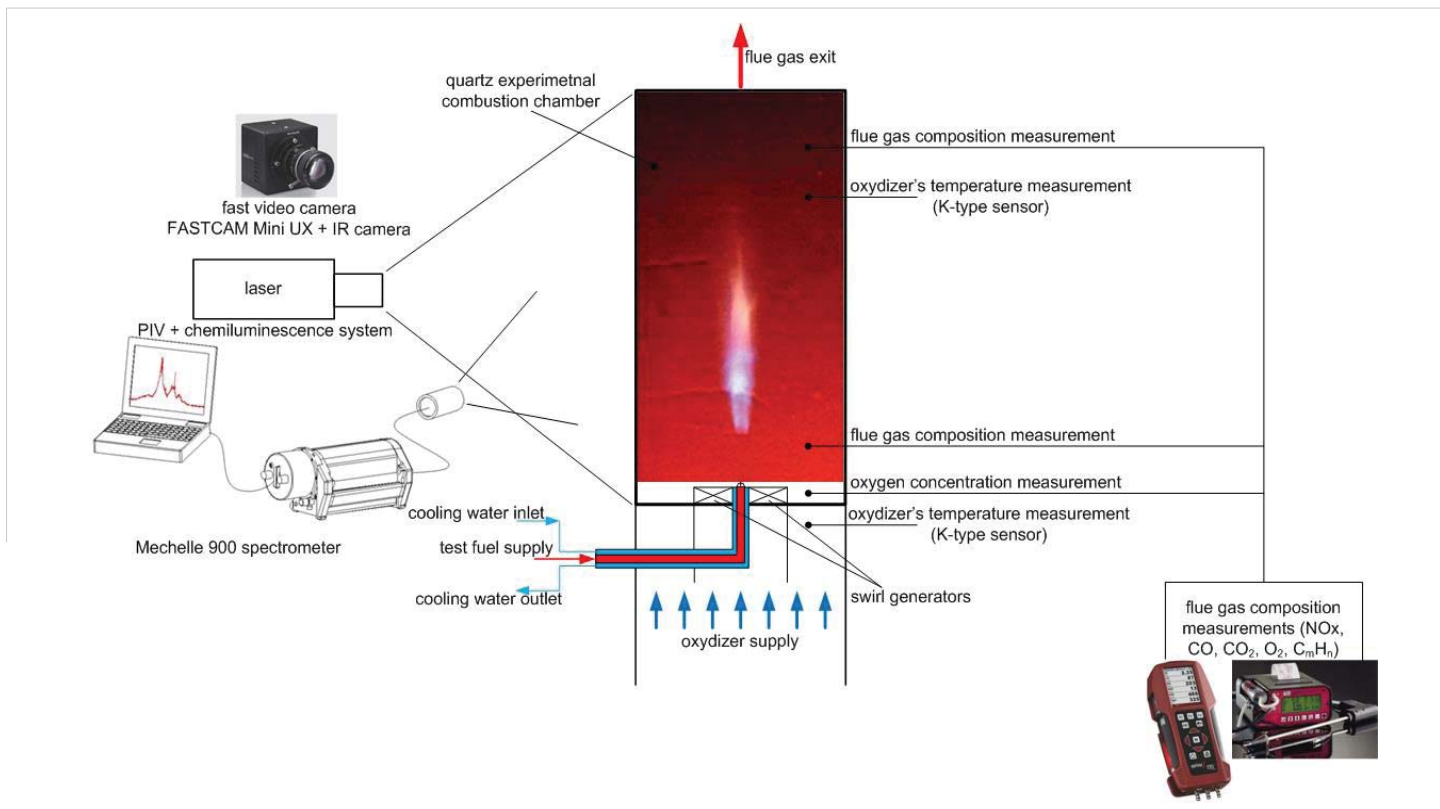 flue gas exit
quartz experimetnal
combustion chamber
fast video camera
FASTCAM Mini UX + IR camera
laser
PIV + chemiluminescence system
Mechelle 900 spectrometer
flue gas composition measurement
oxydizer's temperature measurement
(K-type sensor)
flue gas composition measurement
oxygen concentration measurement
oxydizer's temperature measurement
(K-type sensor)
cooling water inlet
test fuel supply
cooling water outlet
swirl generators
oxydizer supply
flue gas composition
measurements (NOx,
CO, CO₂, O₂, CₘHₙ)